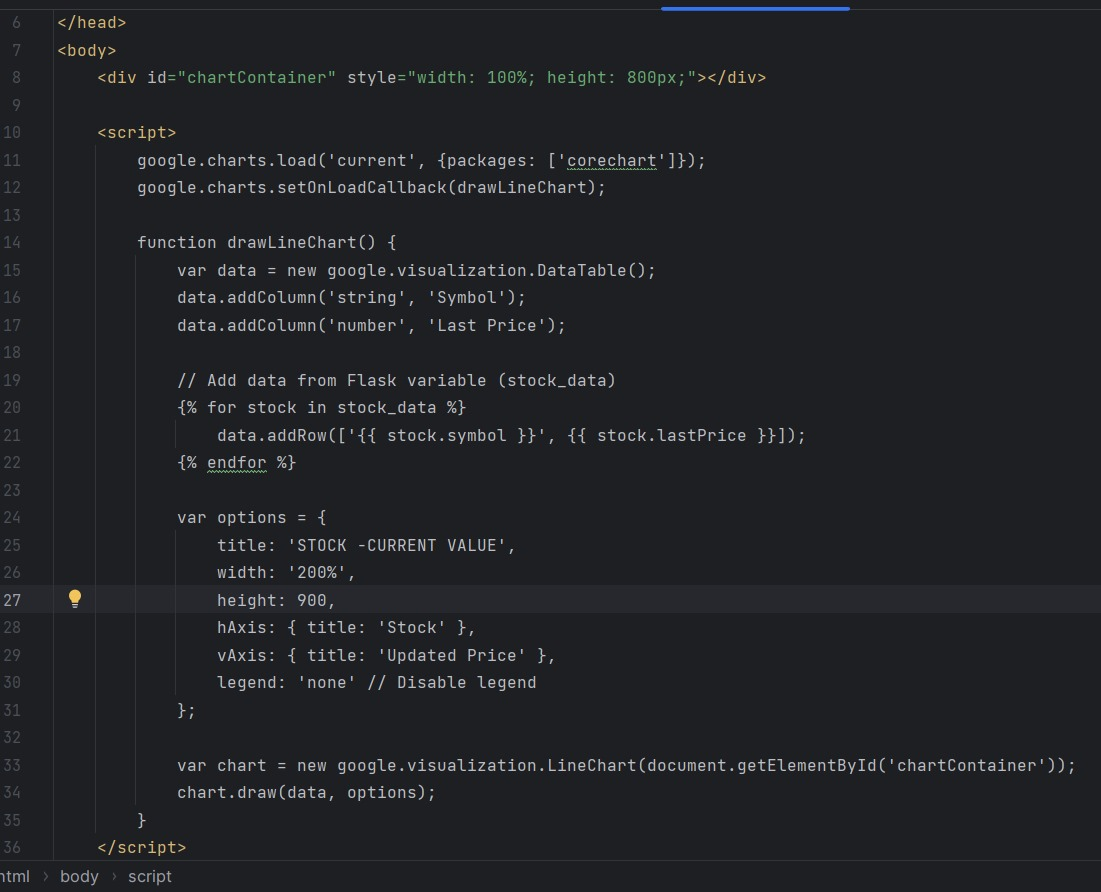 6 </head>
7 <body>
8     <div id="chartContainer" style="width: 100%; height: 800px;"></div>
9
10     <script>
11         google.charts.load('current', {packages: ['corechart']});
12         google.charts.setOnLoadCallback(drawLineChart);
13
14         function drawLineChart() {
15             var data = new google.visualization.DataTable();
16             data.addColumn('string', 'Symbol');
17             data.addColumn('number', 'Last Price');
18
19             // Add data from Flask variable (stock_data)
20             {% for stock in stock_data %}
21                 data.addRow(['{{ stock.symbol }}', {{ stock.lastPrice }}]);
22             {% endfor %}
23
24             var options = {
25                 title: 'STOCK -CURRENT VALUE',
26                 width: '200%',
27                 height: 900,
28                 hAxis: { title: 'Stock' },
29                 vAxis: { title: 'Updated Price' },
30                 legend: 'none' // Disable legend
31             };
32
33             var chart = new google.visualization.LineChart(document.getElementById('chartContainer'));
34             chart.draw(data, options);
35         }
36     </script>
html › body › script